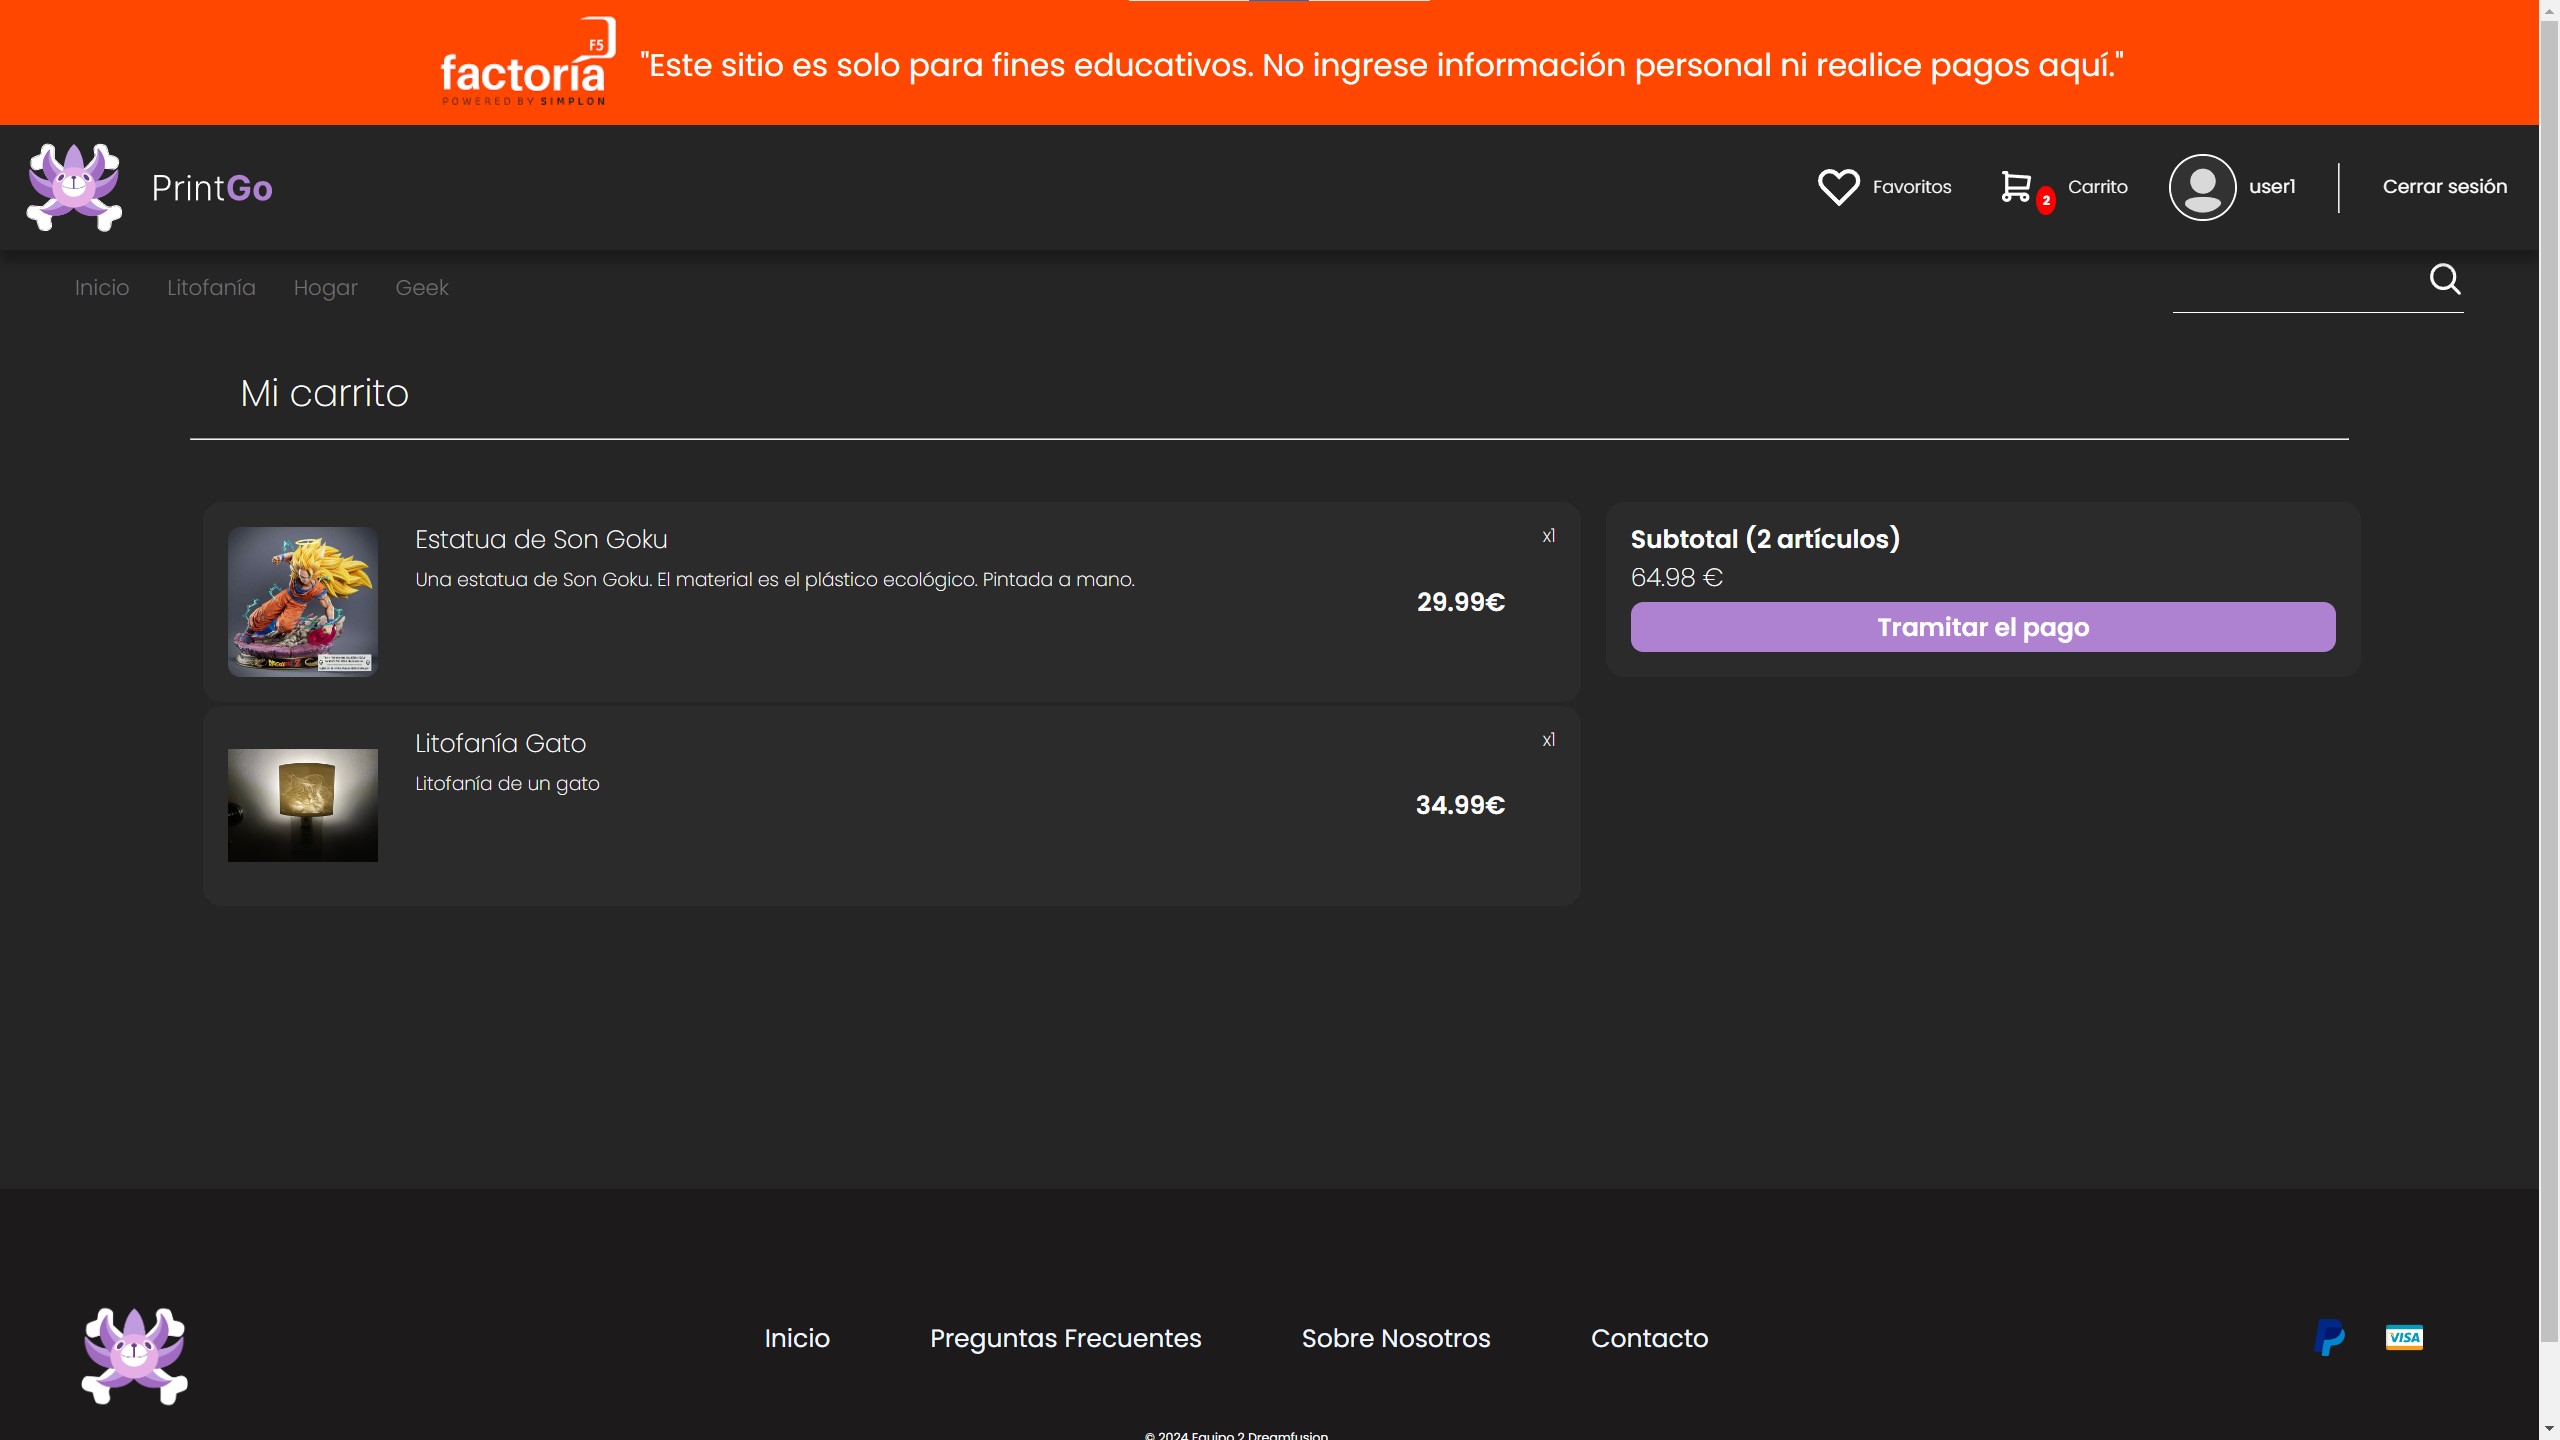 F5
factoría
POWERED BY SIMPLON
"Este sitio es solo para fines educativos. No ingrese información personal ni realice pagos aquí."
PrintGo
Favoritos
2
Carrito
user1
Cerrar sesión
Inicio
Litofanía
Hogar
Geek
Mi carrito
Estatua de Son Goku
x1
Una estatua de Son Goku. El material es el plástico ecológico. Pintada a mano.
29.99€
Litofanía Gato
x1
Litofanía de un gato
34.99€
Subtotal (2 artículos)
64.98 €
Tramitar el pago
Inicio
Preguntas Frecuentes
Sobre Nosotros
Contacto
VISA
© 2024 Equipo 2 Dreamfusion